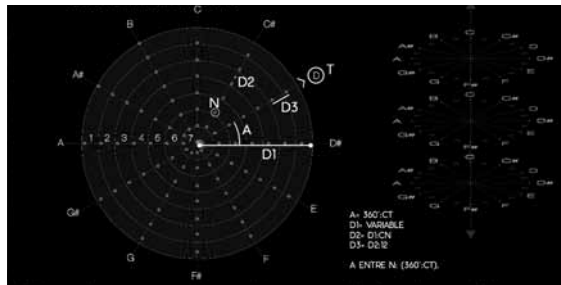 C
B
C#
A#
D
T
D2
N
D3
A
A
1 2 3 4 5 6 7
D1
D#
G#
E
G
F
F#
A= 360°:CT
D1= VARIABLE
D2= D1:CN
D3= D2:12
A ENTRE N: (360°:CT).
B C C#
A# D
A D#
G# E
G F
F#
B C C#
A# D
A D#
G# E
G F
F#
B C C#
A# D
A D#
G# E
G F
F#